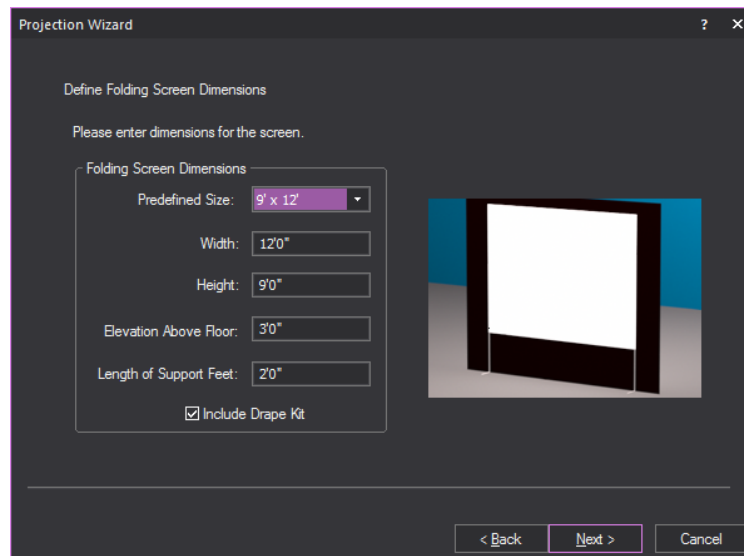 Projection Wizard ? ×
Define Folding Screen Dimensions
Please enter dimensions for the screen.
Folding Screen Dimensions
Predefined Size: 9' x 12'
Width: 12'0"
Height: 9'0"
Elevation Above Floor: 3'0"
Length of Support Feet: 2'0"
Include Drape Kit
< Back Next > Cancel